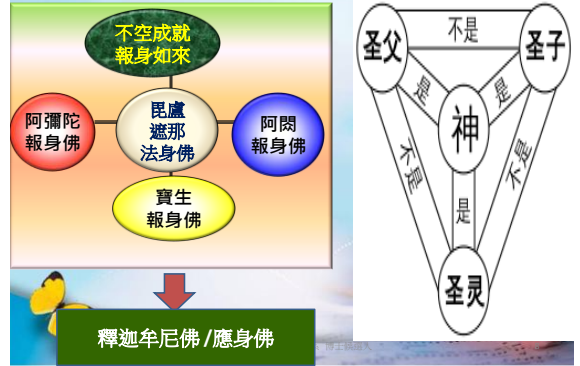 不空成就
報身如來
阿彌陀
報身佛
毘盧
遮那
法身佛
阿閦
報身佛
寶生
報身佛
釋迦牟尼佛/應身佛
圣父
不是
圣子
是
是
神
不是
不是
是
圣灵